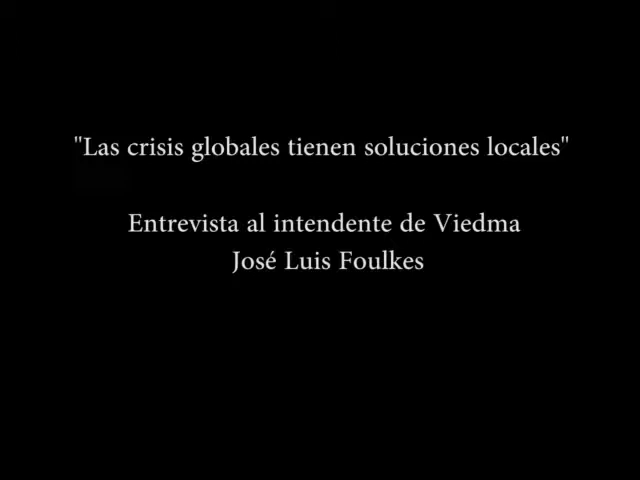 "Las crisis globales tienen soluciones locales"
Entrevista al intendente de Viedma
José Luis Foulkes